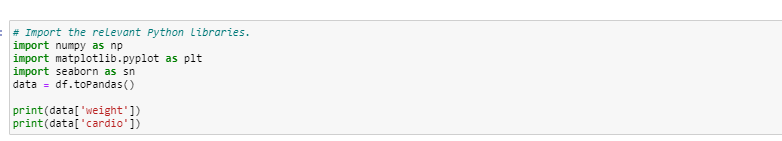 # Import the relevant Python Libraries.
import numpy as np
import matplotlib.pyplot as plt
import seaborn as sn
data = df.toPandas()
print(data['weight'])
print(data['cardio'])